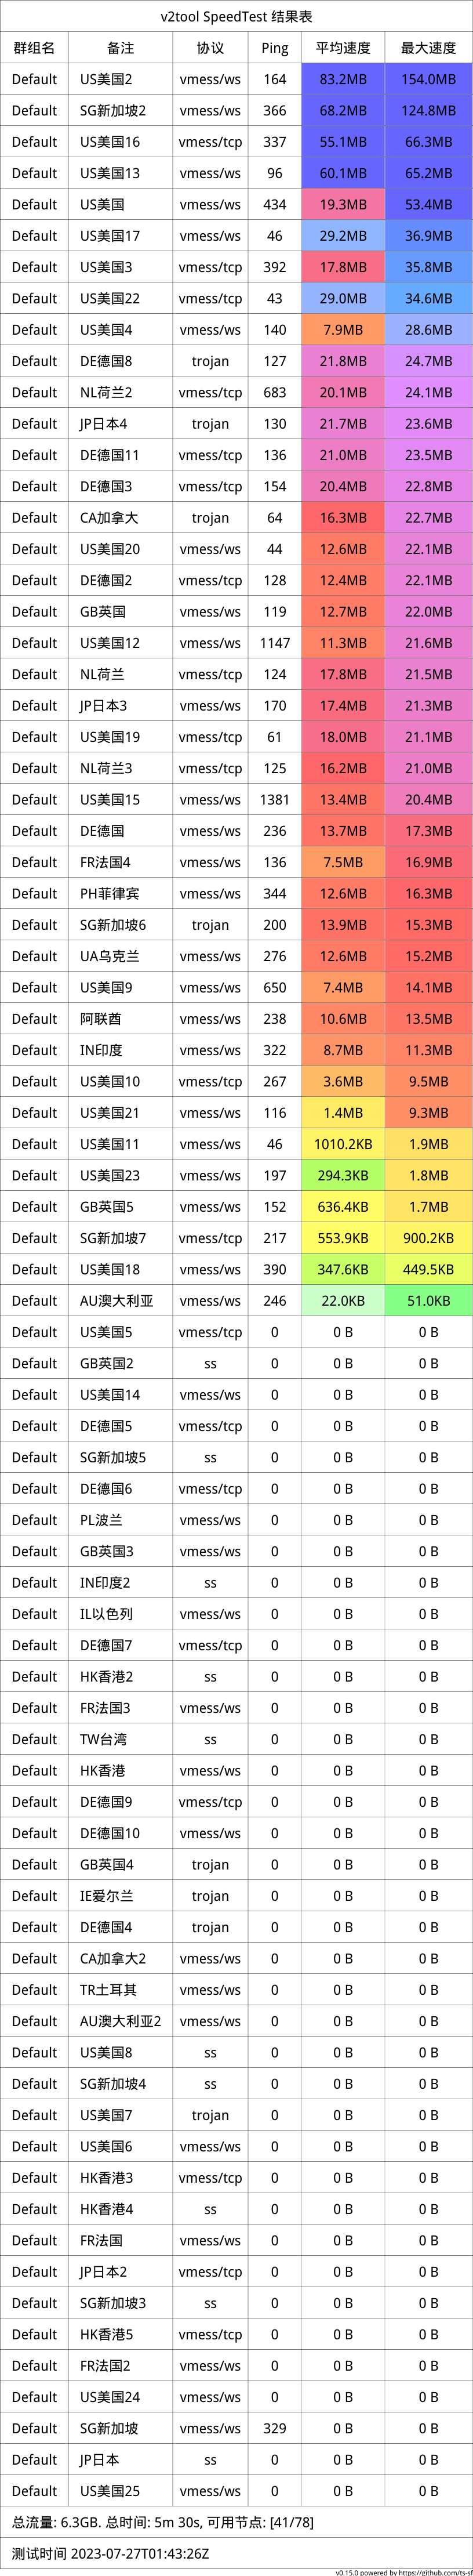 v2tool SpeedTest 结果表
群组名 备注 协议 Ping 平均速度 最大速度
Default US美国2 vmess/ws 164 83.2MB 154.0MB
Default SG新加坡2 vmess/ws 366 68.2MB 124.8MB
Default US美国16 vmess/tcp 337 55.1MB 66.3MB
Default US美国13 vmess/ws 96 60.1MB 65.2MB
Default US美国 vmess/ws 434 19.3MB 53.4MB
Default US美国17 vmess/ws 46 29.2MB 36.9MB
Default US美国3 vmess/tcp 392 17.8MB 35.8MB
Default US美国22 vmess/tcp 43 29.0MB 34.6MB
Default US美国4 vmess/ws 140 7.9MB 28.6MB
Default DE德国8 trojan 127 21.8MB 24.7MB
Default NL荷兰2 vmess/tcp 683 20.1MB 24.1MB
Default JP日本4 trojan 130 21.7MB 23.6MB
Default DE德国11 vmess/tcp 136 21.0MB 23.5MB
Default DE德国3 vmess/tcp 154 20.4MB 22.8MB
Default CA加拿大 trojan 64 16.3MB 22.7MB
Default US美国20 vmess/ws 44 12.6MB 22.1MB
Default DE德国2 vmess/tcp 128 12.4MB 22.1MB
Default GB英国 vmess/ws 119 12.7MB 22.0MB
Default US美国12 vmess/ws 1147 11.3MB 21.6MB
Default NL荷兰 vmess/tcp 124 17.8MB 21.5MB
Default JP日本3 vmess/ws 170 17.4MB 21.3MB
Default US美国19 vmess/tcp 61 18.0MB 21.1MB
Default NL荷兰3 vmess/tcp 125 16.2MB 21.0MB
Default US美国15 vmess/ws 1381 13.4MB 20.4MB
Default DE德国 vmess/ws 236 13.7MB 17.3MB
Default FR法国4 vmess/ws 136 7.5MB 16.9MB
Default PH菲律宾 vmess/ws 344 12.6MB 16.3MB
Default SG新加坡6 trojan 200 13.9MB 15.3MB
Default UA乌克兰 vmess/ws 276 12.6MB 15.2MB
Default US美国9 vmess/ws 650 7.4MB 14.1MB
Default 阿联酋 vmess/ws 238 10.6MB 13.5MB
Default IN印度 vmess/ws 322 8.7MB 11.3MB
Default US美国10 vmess/tcp 267 3.6MB 9.5MB
Default US美国21 vmess/ws 116 1.4MB 9.3MB
Default US美国11 vmess/ws 46 1010.2KB 1.9MB
Default US美国23 vmess/ws 197 294.3KB 1.8MB
Default GB英国5 vmess/ws 152 636.4KB 1.7MB
Default SG新加坡7 vmess/tcp 217 553.9KB 900.2KB
Default US美国18 vmess/ws 390 347.6KB 449.5KB
Default AU澳大利亚 vmess/ws 246 22.0KB 51.0KB
Default US美国5 vmess/tcp 0 0 B 0 B
Default GB英国2 ss 0 0 B 0 B
Default US美国14 vmess/ws 0 0 B 0 B
Default DE德国5 vmess/tcp 0 0 B 0 B
Default SG新加坡5 ss 0 0 B 0 B
Default DE德国6 vmess/tcp 0 0 B 0 B
Default PL波兰 vmess/ws 0 0 B 0 B
Default GB英国3 vmess/ws 0 0 B 0 B
Default IN印度2 ss 0 0 B 0 B
Default IL以色列 vmess/ws 0 0 B 0 B
Default DE德国7 vmess/tcp 0 0 B 0 B
Default HK香港2 ss 0 0 B 0 B
Default FR法国3 vmess/ws 0 0 B 0 B
Default TW台湾 ss 0 0 B 0 B
Default HK香港 vmess/ws 0 0 B 0 B
Default DE德国9 vmess/tcp 0 0 B 0 B
Default DE德国10 vmess/ws 0 0 B 0 B
Default GB英国4 trojan 0 0 B 0 B
Default IE爱尔兰 trojan 0 0 B 0 B
Default DE德国4 trojan 0 0 B 0 B
Default CA加拿大2 vmess/ws 0 0 B 0 B
Default TR土耳其 vmess/ws 0 0 B 0 B
Default AU澳大利亚2 vmess/ws 0 0 B 0 B
Default US美国8 ss 0 0 B 0 B
Default SG新加坡4 ss 0 0 B 0 B
Default US美国7 trojan 0 0 B 0 B
Default US美国6 vmess/ws 0 0 B 0 B
Default HK香港3 vmess/tcp 0 0 B 0 B
Default HK香港4 ss 0 0 B 0 B
Default FR法国 vmess/ws 0 0 B 0 B
Default JP日本2 vmess/tcp 0 0 B 0 B
Default SG新加坡3 ss 0 0 B 0 B
Default HK香港5 vmess/tcp 0 0 B 0 B
Default FR法国2 vmess/ws 0 0 B 0 B
Default US美国24 vmess/ws 0 0 B 0 B
Default SG新加坡 vmess/ws 329 0 B 0 B
Default JP日本 ss 0 0 B 0 B
Default US美国25 vmess/ws 0 0 B 0 B
总流量: 6.3GB. 总时间: 5m 30s, 可用节点: [41/78]
测试时间 2023-07-27T01:43:26Z
v0.15.0 powered by https://github.com/ts-sf